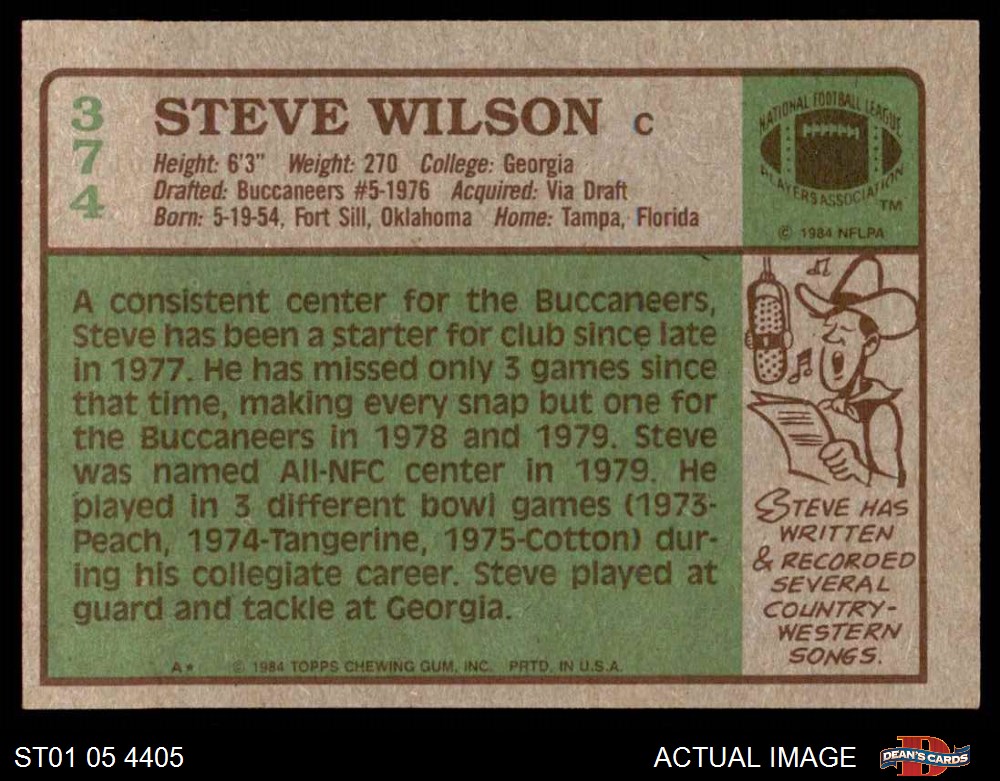 374
STEVE WILSON C
Height: 6'3" Weight: 270 College: Georgia
Drafted: Buccaneers #5-1976 Acquired: Via Draft
Born: 5-19-54, Fort Sill, Oklahoma Home: Tampa, Florida
NATIONAL FOOTBALL LEAGUE
PLAYERS ASSOCIATION
TM
© 1984 NFLPA
A consistent center for the Buccaneers,
Steve has been a starter for club since late
in 1977. He has missed only 3 games since
that time, making every snap but one for
the Buccaneers in 1978 and 1979. Steve
was named All-NFC center in 1979. He
played in 3 different bowl games (1973-
Peach, 1974-Tangerine, 1975-Cotton) dur-
ing his collegiate career. Steve played at
guard and tackle at Georgia.
STEVE HAS
WRITTEN
& RECORDED
SEVERAL
COUNTRY-
WESTERN
SONGS.
A* © 1984 TOPPS CHEWING GUM, INC. PRTD. IN U.S.A.
ST01 05 4405
ACTUAL IMAGE
D
DEAN'S CARDS